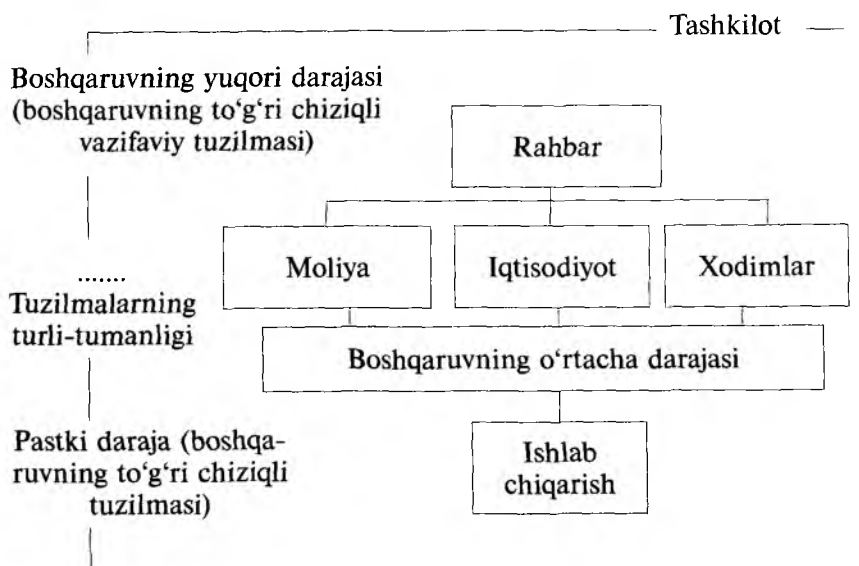 Tashkilot
Boshqaruvning yuqori darajasi
(boshqaruvning to‘g‘ri chiziqli
vazifaviy tuzilmasi)
Rahbar
Moliya
Iqtisodiyot
Xodimlar
.......
Tuzilmalarning
turli-tumanligi
Boshqaruvning o‘rtacha darajasi
Pastki daraja (boshqa-
ruvning to‘g‘ri chiziqli
tuzilmasi)
Ishlab
chiqarish